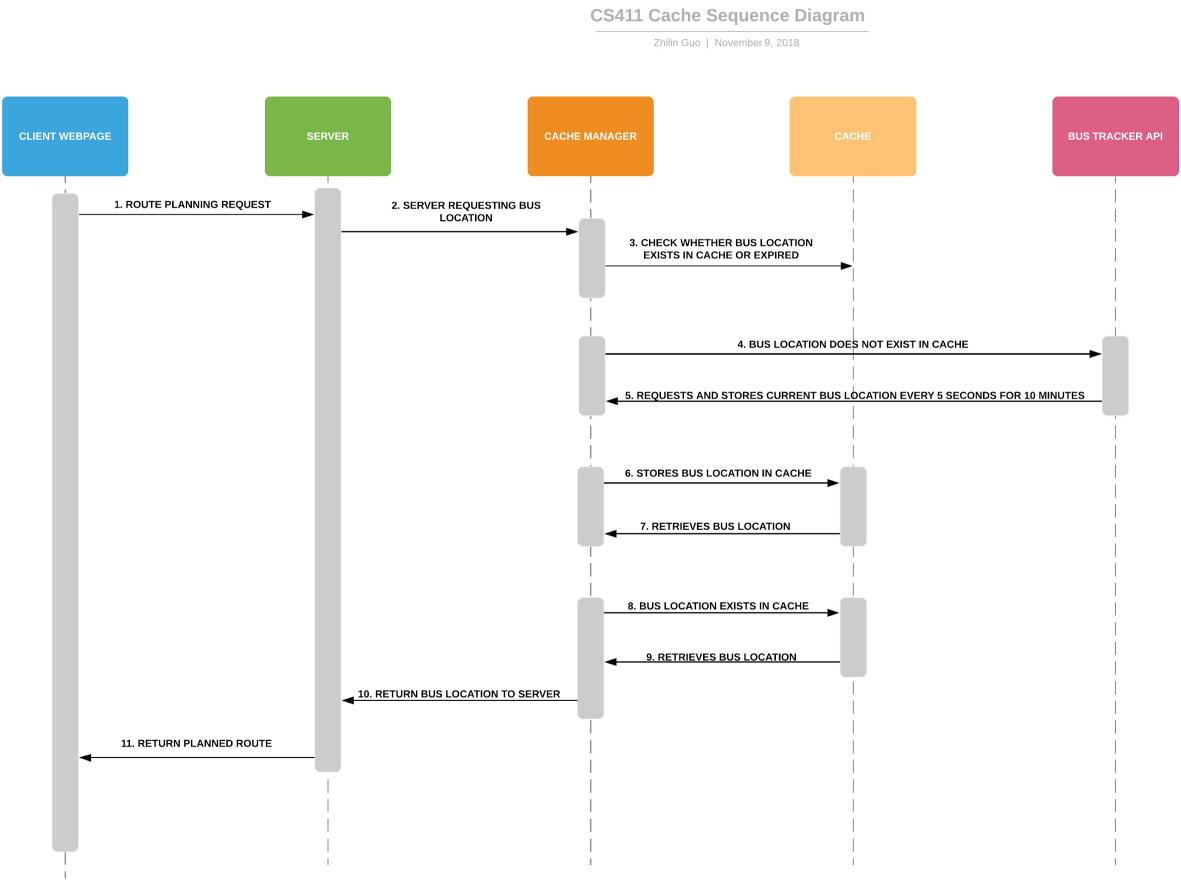 CS411 Cache Sequence Diagram
Zhilin Guo | November 9, 2018
CLIENT WEBPAGE
SERVER
CACHE MANAGER
CACHE
BUS TRACKER API
1. ROUTE PLANNING REQUEST
2. SERVER REQUESTING BUS
LOCATION
3. CHECK WHETHER BUS LOCATION
EXISTS IN CACHE OR EXPIRED
4. BUS LOCATION DOES NOT EXIST IN CACHE
5. REQUESTS AND STORES CURRENT BUS LOCATION EVERY 5 SECONDS FOR 10 MINUTES
6. STORES BUS LOCATION IN CACHE
7. RETRIEVES BUS LOCATION
8. BUS LOCATION EXISTS IN CACHE
9. RETRIEVES BUS LOCATION
10. RETURN BUS LOCATION TO SERVER
11. RETURN PLANNED ROUTE